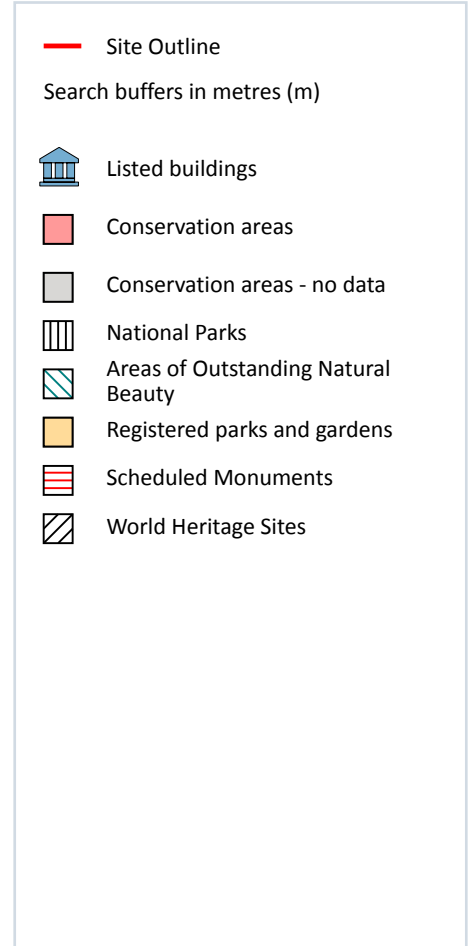 Site Outline
Search buffers in metres (m)
Listed buildings
Conservation areas
Conservation areas - no data
National Parks
Areas of Outstanding Natural
Beauty
Registered parks and gardens
Scheduled Monuments
World Heritage Sites